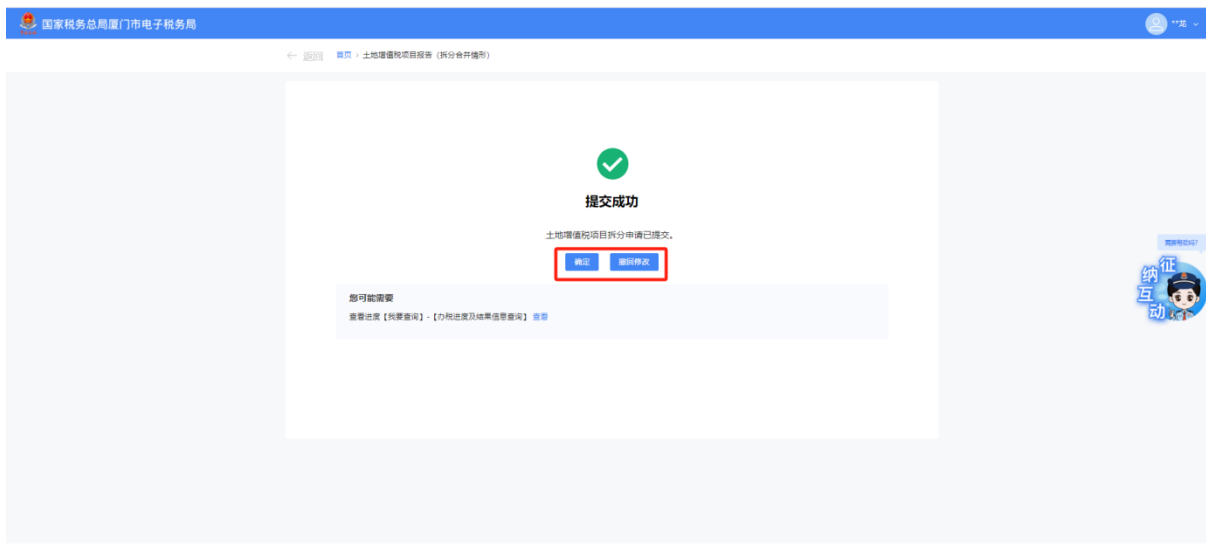 国家税务总局厦门市电子税务局
**龙
← 返回 首页 › 土地增值税项目报告（拆分合并情形）
提交成功
土地增值税项目拆分申请已提交。
确定 撤回修改
需要帮助吗?
征纳互动
您可能需要
查看进度【我要查询】-【办税进度及结果信息查询】 查看